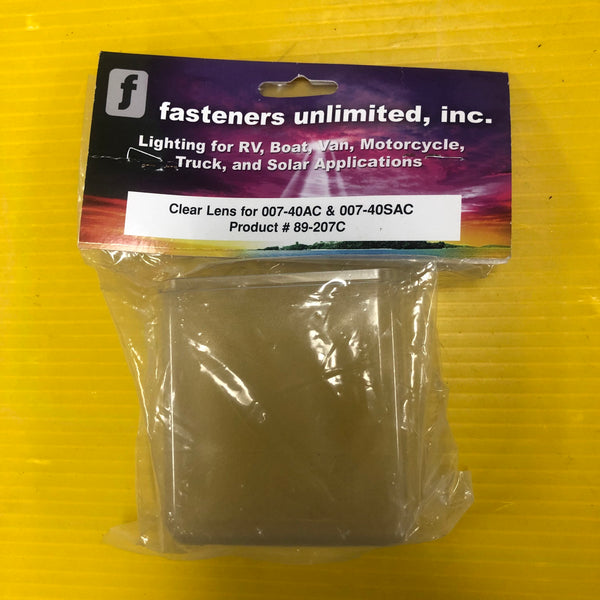 f
fasteners unlimited, inc.
Lighting for RV, Boat, Van, Motorcycle,
Truck, and Solar Applications
Clear Lens for 007-40AC & 007-40SAC
Product # 89-207C